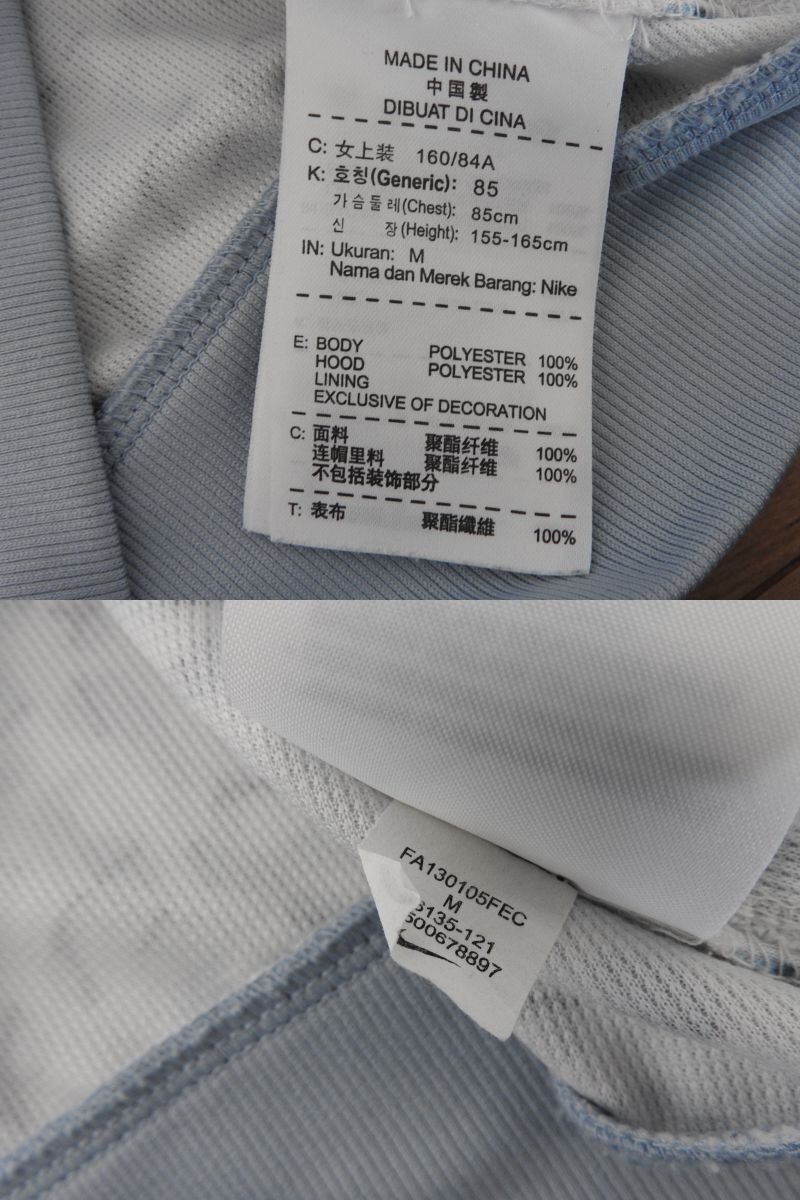 MADE IN CHINA
中国製
DIBUAT DI CINA
C: 女上装 160/84A
K: 호칭(Generic): 85
가슴둘레(Chest): 85cm
신 장(Height): 155-165cm
IN: Ukuran: M
Nama dan Merek Barang: Nike
E: BODY POLYESTER 100%
HOOD POLYESTER 100%
LINING
EXCLUSIVE OF DECORATION
C: 面料 聚酯纤维 100%
连帽里料 聚酯纤维 100%
不包括装饰部分
T: 表布 聚酯纖維 100%
FA130105FEC
M
135-121
500678897